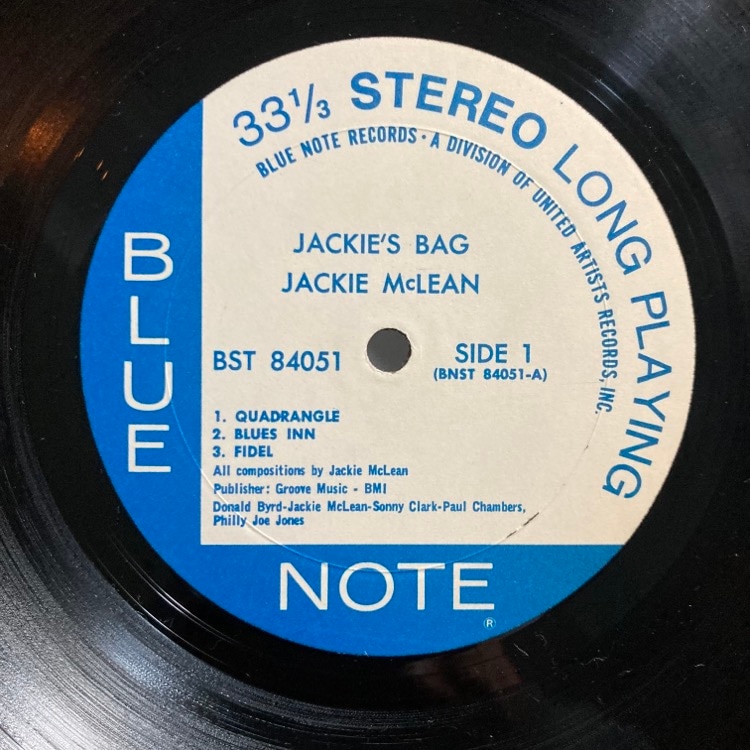 33⅓ STEREO LONG PLAYING
BLUE NOTE RECORDS · A DIVISION OF UNITED ARTISTS RECORDS, INC.
JACKIE'S BAG
JACKIE McLEAN
BST 84051
SIDE 1
(BNST 84051-A)
1. QUADRANGLE
2. BLUES INN
3. FIDEL
All compositions by Jackie McLean
Publisher: Groove Music - BMI
Donald Byrd-Jackie McLean-Sonny Clark-Paul Chambers,
Philly Joe Jones
BLUE
NOTE
®